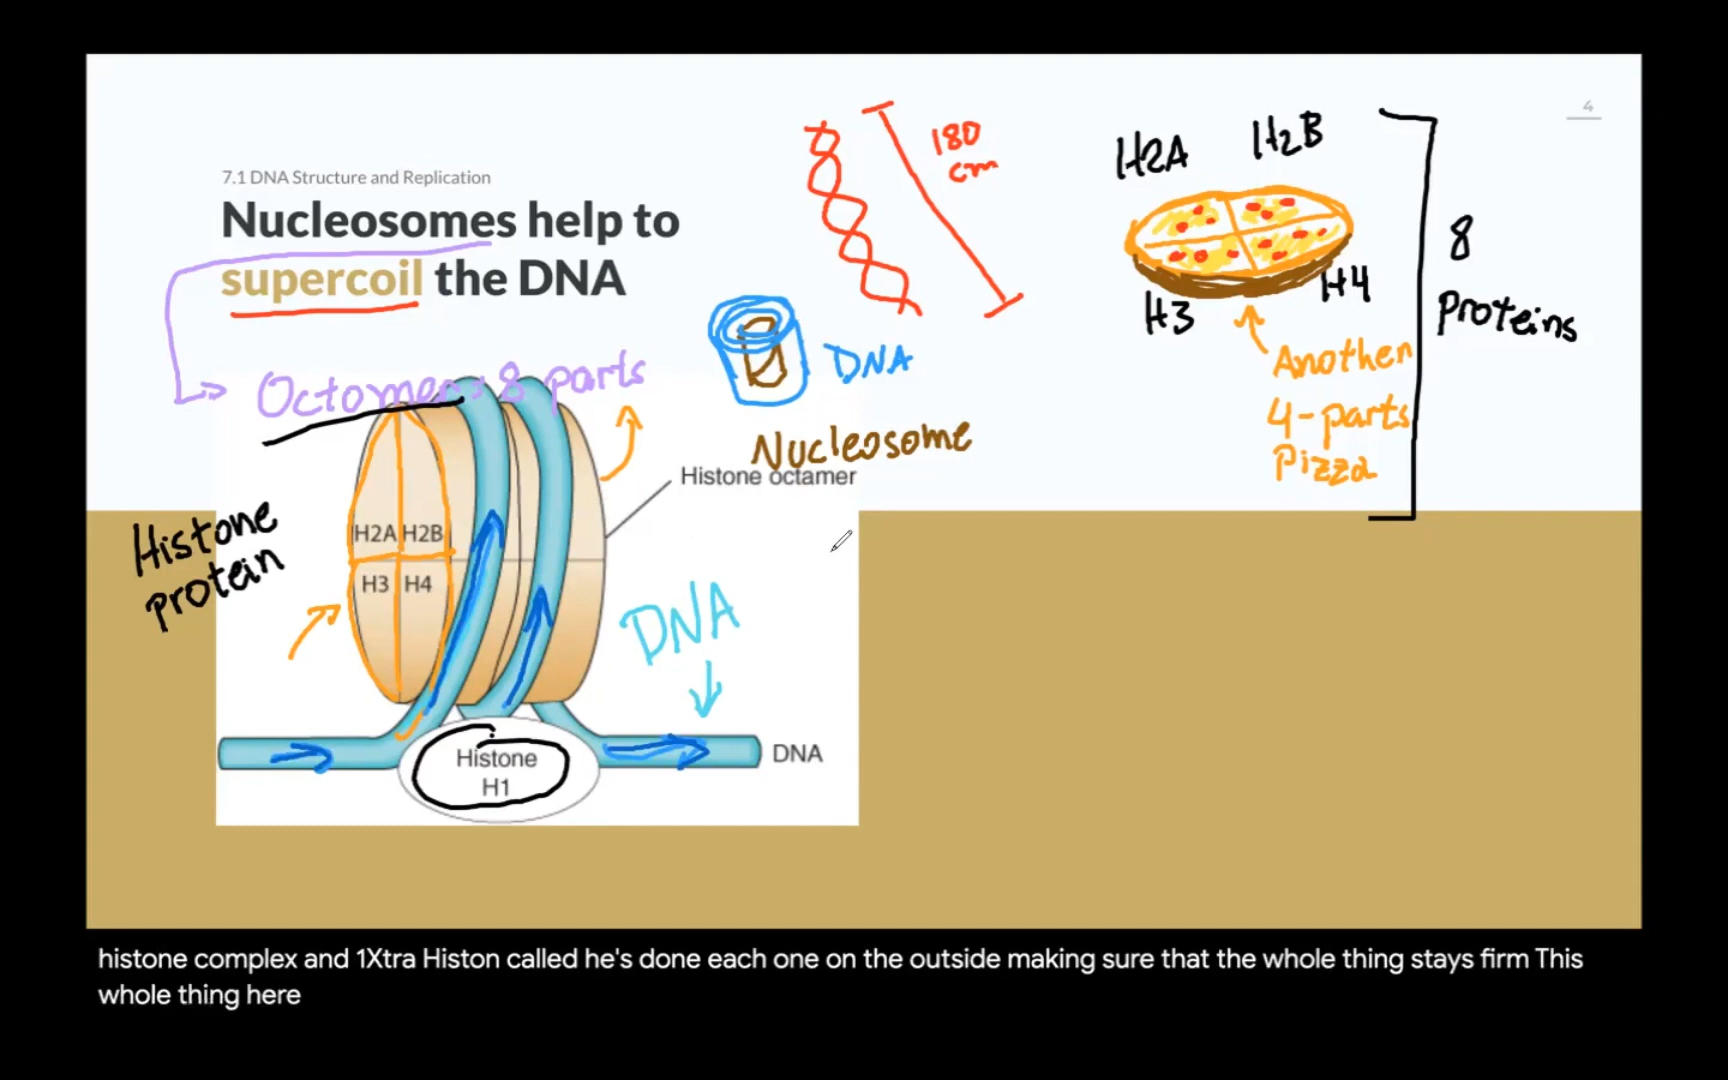 4
7.1 DNA Structure and Replication
Nucleosomes help to
supercoil the DNA
180
cm
H2A H2B
H3 H4
8
Proteins
Another
4-parts
Pizza
DNA
Nucleosome
Octomer: 8 parts
Histone octamer
Histone
protein
H2A H2B
H3 H4
DNA
Histone
H1
DNA
histone complex and 1Xtra Histon called he's done each one on the outside making sure that the whole thing stays firm This
whole thing here